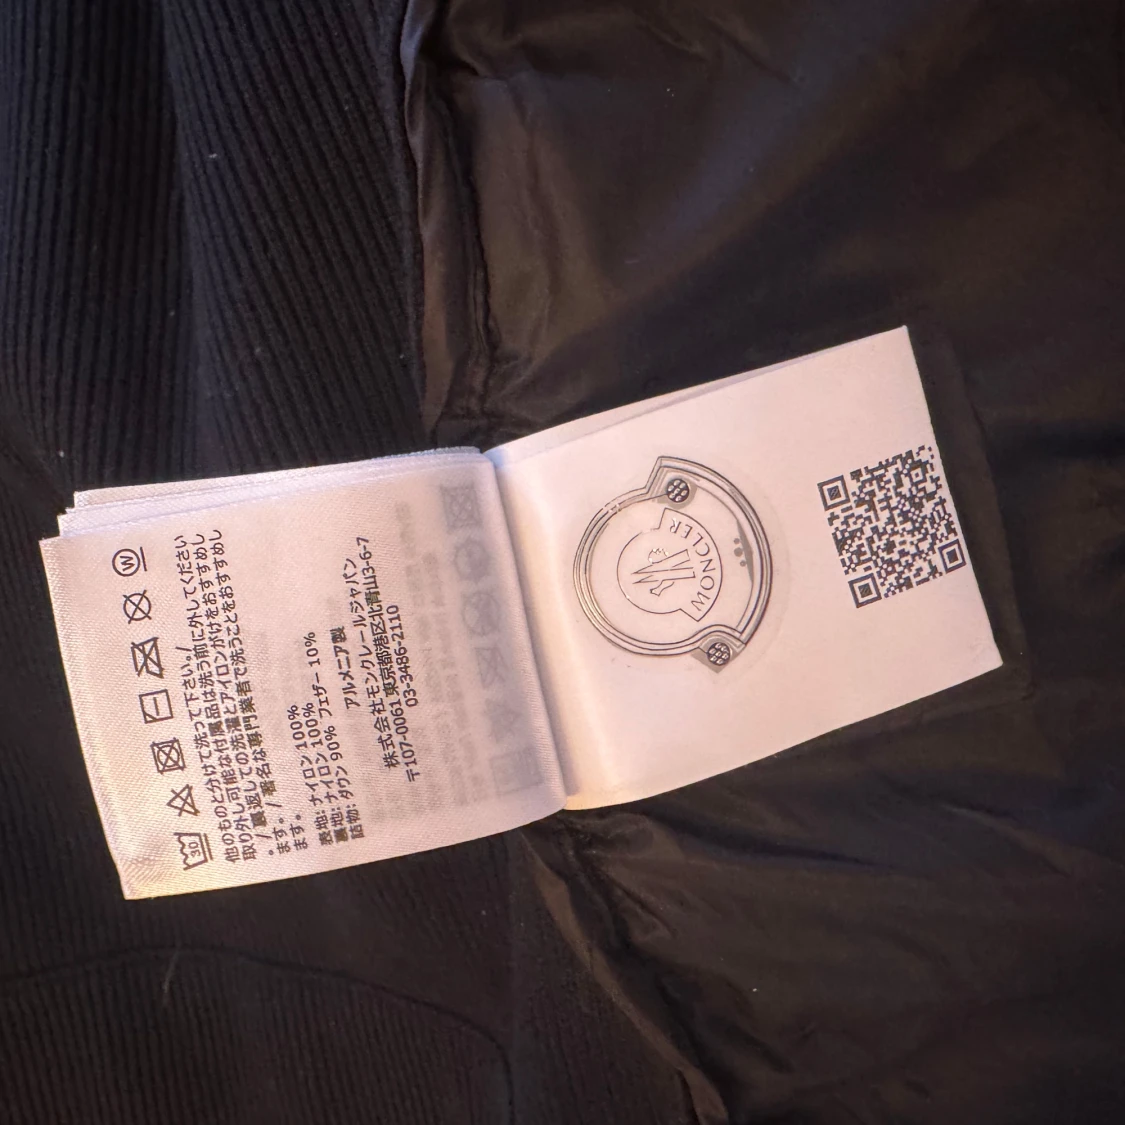 30
W
他のものと分けて洗って下さい。/
取り外し可能な付属品は洗う前に外してください
。/ 裏返しての洗濯とアイロンがけをおすすめし
ます。/ 著名な専門業者で洗うことをおすすめし
ます。
表地: ナイロン 100%
裏地: ナイロン 100%
詰物: ダウン 90% フェザー 10%
アルメニア製
株式会社モンクレールジャパン
〒107-0061 東京都港区北青山3-6-7
03-3486-2110
MONCLER